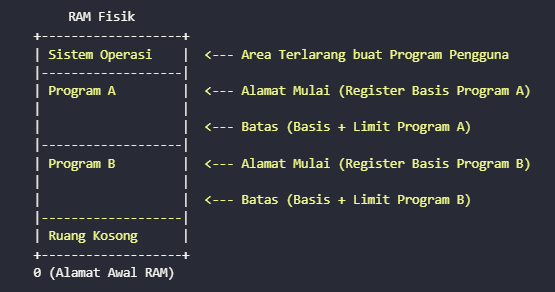 RAM Fisik
+-------------------+
| Sistem Operasi    |  <--- Area Terlarang buat Program Pengguna
|-------------------|
| Program A         |  <--- Alamat Mulai (Register Basis Program A)
|                   |
|                   |  <--- Batas (Basis + Limit Program A)
|-------------------|
| Program B         |  <--- Alamat Mulai (Register Basis Program B)
|                   |
|                   |  <--- Batas (Basis + Limit Program B)
|-------------------|
| Ruang Kosong      |
+-------------------+
0 (Alamat Awal RAM)